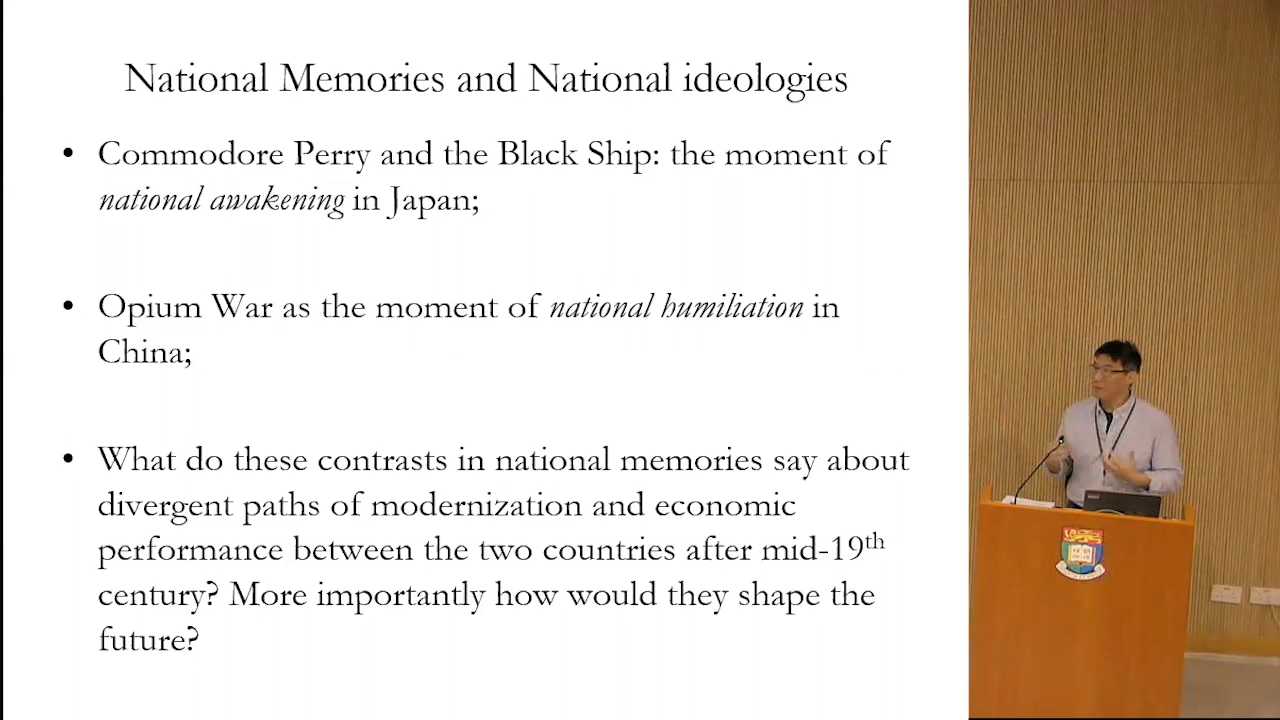 National Memories and National ideologies
• Commodore Perry and the Black Ship: the moment of
national awakening in Japan;
• Opium War as the moment of national humiliation in
China;
• What do these contrasts in national memories say about
divergent paths of modernization and economic
performance between the two countries after mid-19th
century? More importantly how would they shape the
future?